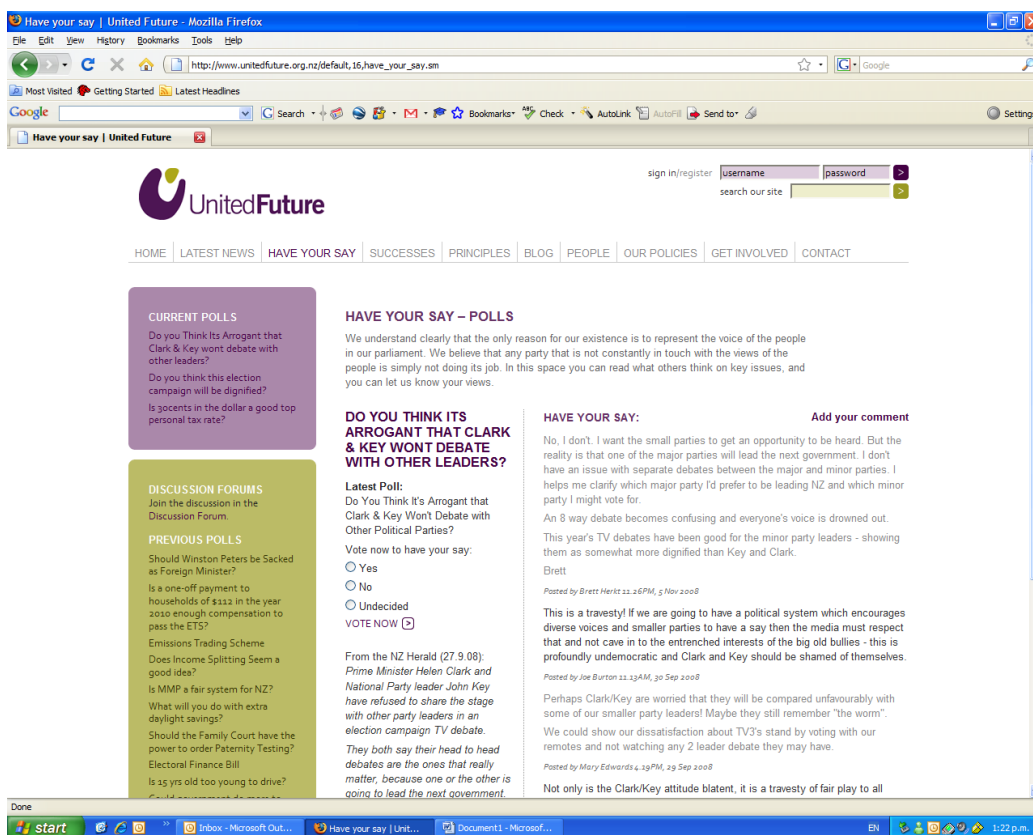 Have your say | United Future - Mozilla Firefox
File Edit View History Bookmarks Tools Help
http://www.unitedfuture.org.nz/default,16,have_your_say.sm
G Google
Most Visited Getting Started Latest Headlines
Google
G Search Bookmarks ABC Check AutoLink AutoFill Send to Settings
Have your say | United Future
sign in/register username password >
search our site >
UnitedFuture
HOME LATEST NEWS HAVE YOUR SAY SUCCESSES PRINCIPLES BLOG PEOPLE OUR POLICIES GET INVOLVED CONTACT
CURRENT POLLS
Do you Think Its Arrogant that
Clark & Key wont debate with
other leaders?
Do you think this election
campaign will be dignified?
Is 30cents in the dollar a good top
personal tax rate?
DISCUSSION FORUMS
Join the discussion in the
Discussion Forum.
PREVIOUS POLLS
Should Winston Peters be Sacked
as Foreign Minister?
Is a one-off payment to
households of $112 in the year
2010 enough compensation to
pass the ETS?
Emissions Trading Scheme
Does Income Splitting Seem a
good idea?
Is MMP a fair system for NZ?
What will you do with extra
daylight savings?
Should the Family Court have the
power to order Paternity Testing?
Electoral Finance Bill
Is 15 yrs old too young to drive?
HAVE YOUR SAY – POLLS
We understand clearly that the only reason for our existence is to represent the voice of the people
in our parliament. We believe that any party that is not constantly in touch with the views of the
people is simply not doing its job. In this space you can read what others think on key issues, and
you can let us know your views.
DO YOU THINK ITS
ARROGANT THAT CLARK
& KEY WONT DEBATE
WITH OTHER LEADERS?
Latest Poll:
Do You Think It's Arrogant that
Clark & Key Won't Debate with
Other Political Parties?
Vote now to have your say:
Yes
No
Undecided
VOTE NOW >
From the NZ Herald (27.9.08):
Prime Minister Helen Clark and
National Party leader John Key
have refused to share the stage
with other party leaders in an
election campaign TV debate.
They both say their head to head
debates are the ones that really
matter, because one or the other is
going to lead the next government.
HAVE YOUR SAY: Add your comment
No, I don't. I want the small parties to get an opportunity to be heard. But the
reality is that one of the major parties will lead the next government. I don't
have an issue with separate debates between the major and minor parties. I
helps me clarify which major party I'd prefer to be leading NZ and which minor
party I might vote for.
An 8 way debate becomes confusing and everyone's voice is drowned out.
This year's TV debates have been good for the minor party leaders - showing
them as somewhat more dignified than Key and Clark.
Brett
Posted by Brett Herkt 11.26PM, 5 Nov 2008
This is a travesty! If we are going to have a political system which encourages
diverse voices and smaller parties to have a say then the media must respect
that and not cave in to the entrenched interests of the big old bullies - this is
profoundly undemocratic and Clark and Key should be shamed of themselves.
Posted by Joe Burton 11.13AM, 30 Sep 2008
Perhaps Clark/Key are worried that they will be compared unfavourably with
some of our smaller party leaders! Maybe they still remember "the worm".
We could show our dissatisfaction about TV3's stand by voting with our
remotes and not watching any 2 leader debate they may have.
Posted by Mary Edwards 4.19PM, 29 Sep 2008
Not only is the Clark/Key attitude blatent, it is a travesty of fair play to all
Done
start Inbox - Microsoft Out... Have your say | Unit... Document1 - Microsof... EN 1:22 p.m.